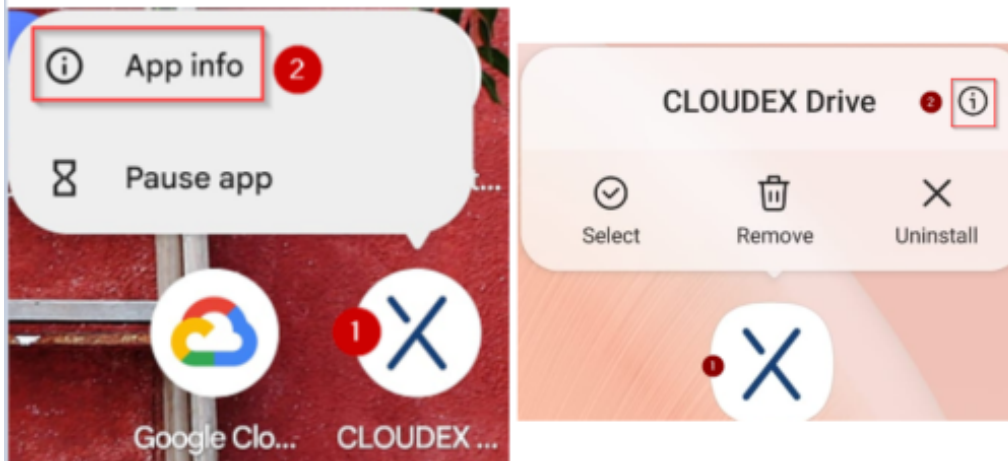 App info
2
Pause app
1
Google Clo...
CLOUDEX ...
CLOUDEX Drive
2
Select
Remove
Uninstall
1